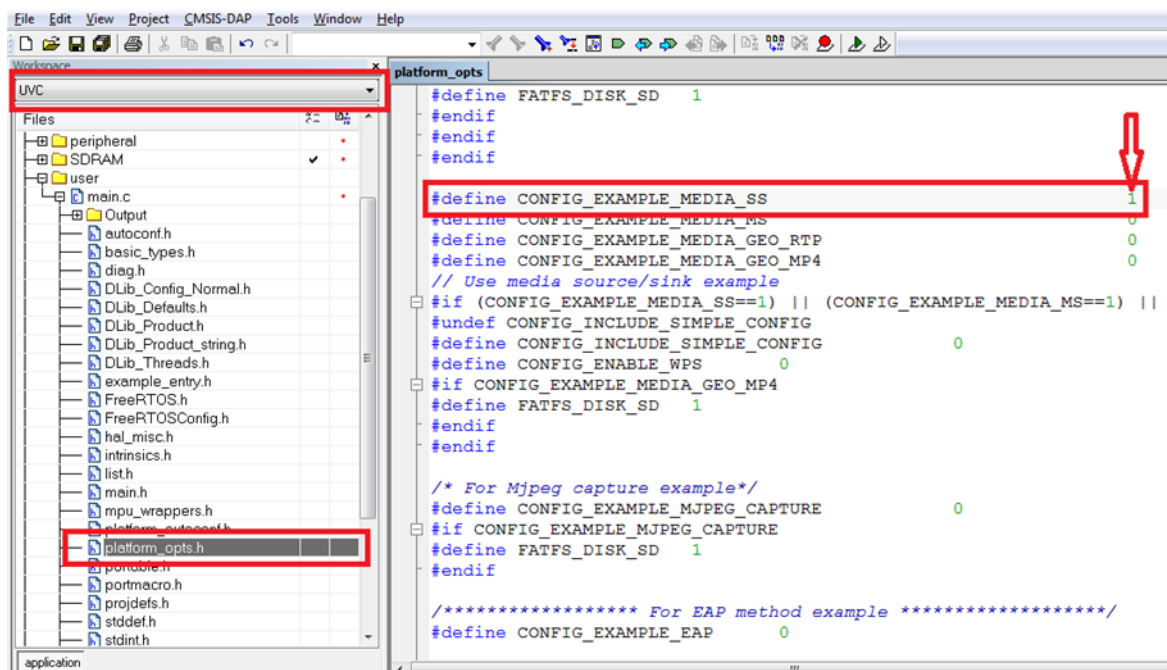 File Edit View Project CMSIS-DAP Tools Window Help
Workspace
UVC
Files
peripheral
SDRAM
user
main.c
Output
autoconf.h
basic_types.h
diag.h
DLib_Config_Normal.h
DLib_Defaults.h
DLib_Product.h
DLib_Product_string.h
DLib_Threads.h
example_entry.h
FreeRTOS.h
FreeRTOSConfig.h
hal_misc.h
intrinsics.h
list.h
main.h
mpu_wrappers.h
platform_autoconf.h
platform_opts.h
portable.h
portmacro.h
projdefs.h
stddef.h
stdint.h
application
platform_opts
#define FATFS_DISK_SD 1
#endif
#endif
#endif
#define CONFIG_EXAMPLE_MEDIA_SS 1
#define CONFIG_EXAMPLE_MEDIA_MS 0
#define CONFIG_EXAMPLE_MEDIA_GEO_RTP 0
#define CONFIG_EXAMPLE_MEDIA_GEO_MP4 0
// Use media source/sink example
#if (CONFIG_EXAMPLE_MEDIA_SS==1) || (CONFIG_EXAMPLE_MEDIA_MS==1) ||
#undef CONFIG_INCLUDE_SIMPLE_CONFIG
#define CONFIG_INCLUDE_SIMPLE_CONFIG 0
#define CONFIG_ENABLE_WPS 0
#if CONFIG_EXAMPLE_MEDIA_GEO_MP4
#define FATFS_DISK_SD 1
#endif
#endif
/* For Mjpeg capture example*/
#define CONFIG_EXAMPLE_MJPEG_CAPTURE 0
#if CONFIG_EXAMPLE_MJPEG_CAPTURE
#define FATFS_DISK_SD 1
#endif
/****************** For EAP method example *******************/
#define CONFIG_EXAMPLE_EAP 0